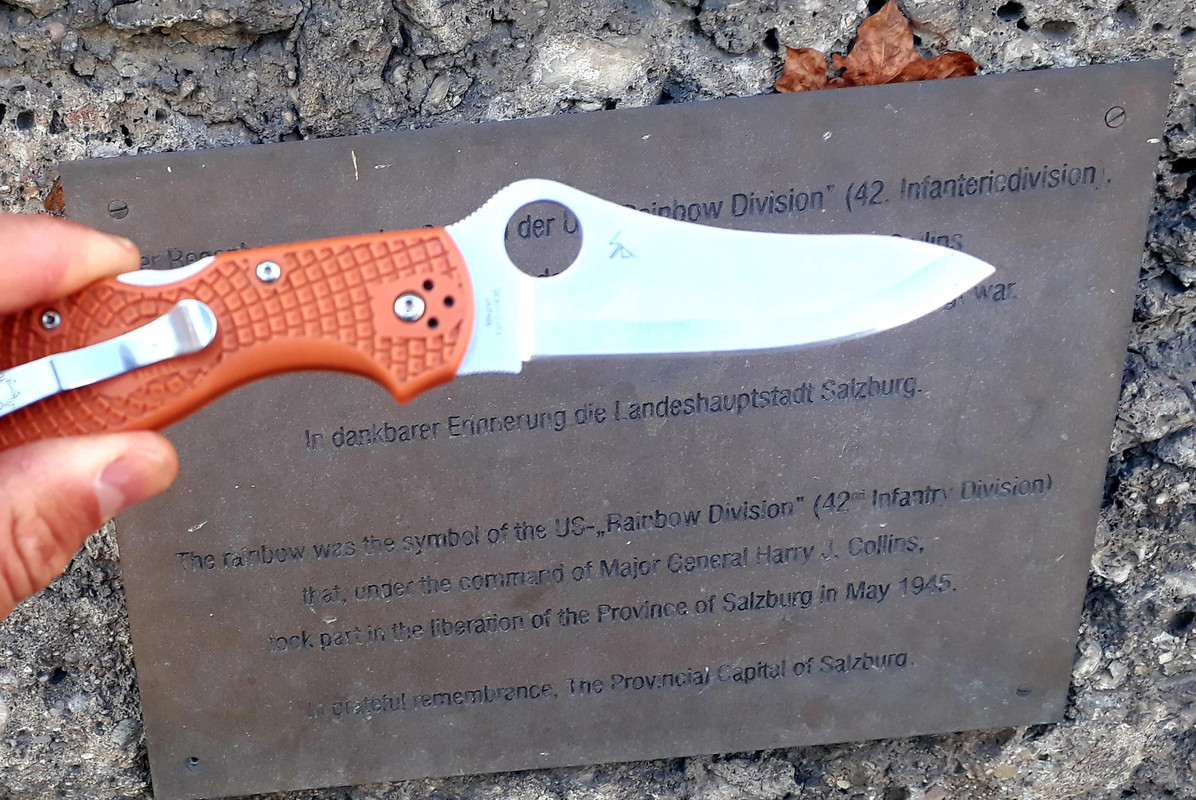 der Rainbow Division” (42. Infanteriedivision),
Collins
war.
In dankbarer Erinnerung die Landeshauptstadt Salzburg.
The rainbow was the symbol of the US-„Rainbow Division” (42nd Infantry Division)
that, under the command of Major General Harry J. Collins,
took part in the liberation of the Province of Salzburg in May 1945.
In grateful remembrance, The Provincial Capital of Salzburg.